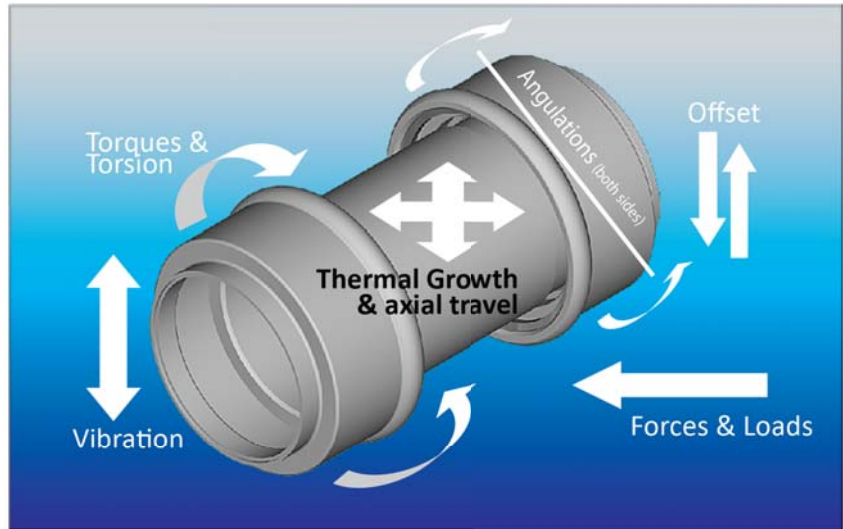 Torques &
Torsion
Angulations (both sides)
Offset
Thermal Growth
& axial travel
Vibration
Forces & Loads